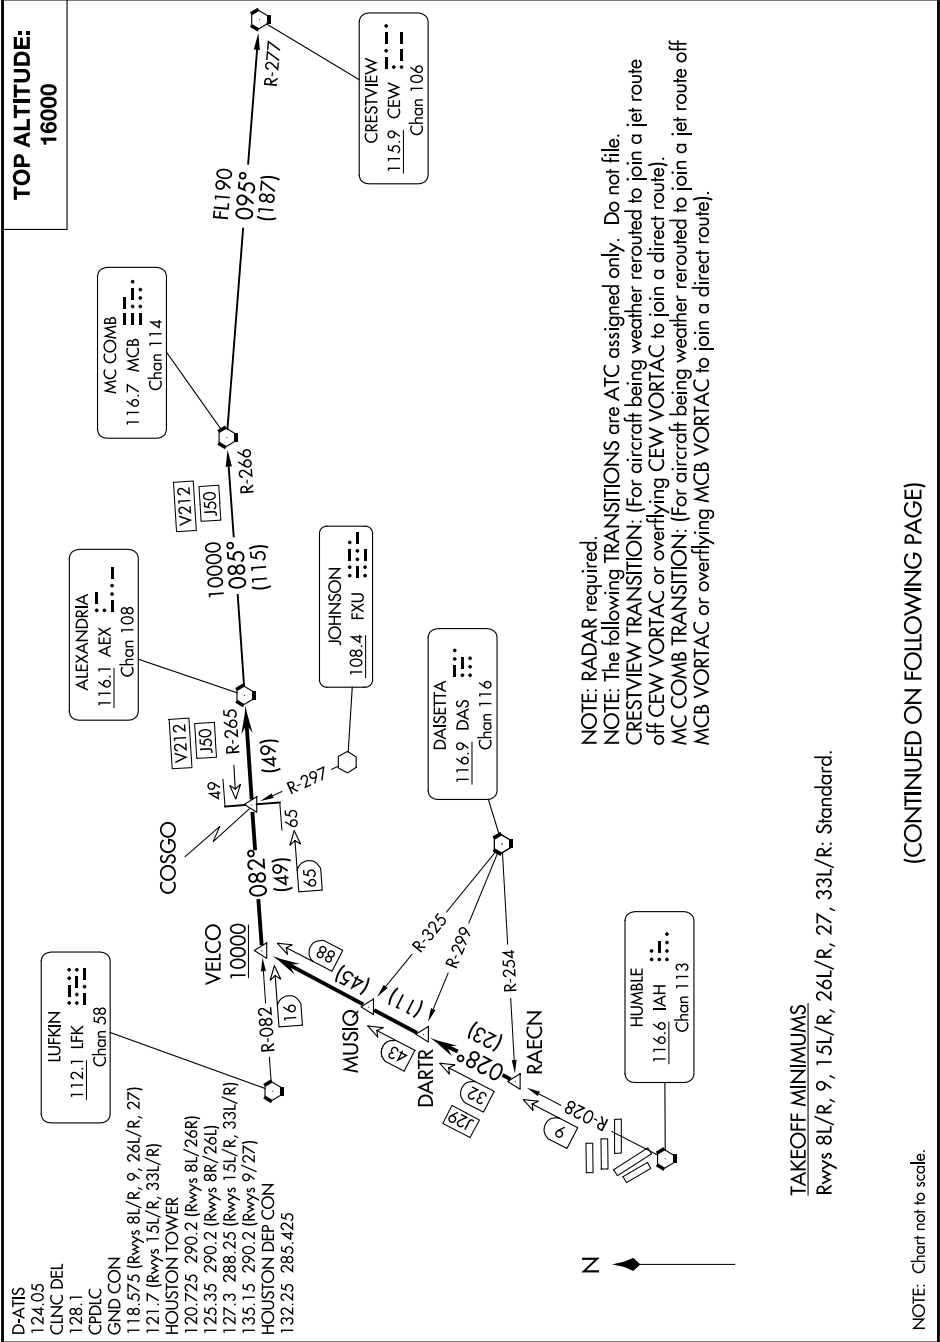 TOP ALTITUDE:
16000
D-ATIS
124.05
CLNC DEL
128.1
CPDLC
GND CON
118.575 (Rwys 8L/R, 9, 26L/R, 27)
121.7 (Rwys 15L/R, 33L/R)
HOUSTON TOWER
120.725 290.2 (Rwys 8L/26R)
125.35 290.2 (Rwys 8R/26L)
127.3 288.25 (Rwys 15L/R, 33L/R)
135.15 290.2 (Rwys 9/27)
HOUSTON DEP CON
132.25 285.425
LUFKIN
112.1 LFK
Chan 58
ALEXANDRIA
116.1 AEX
Chan 108
MC COMB
116.7 MCB
Chan 114
CRESTVIEW
115.9 CEW
Chan 106
R-277
FL190
095°
(187)
V212
J50
R-266
10000
085°
(115)
V212
J50
R-265
49
(49)
COSGO
R-297
65
65
082°
(49)
VELCO
10000
R-082
16
88
(45)
JOHNSON
108.4 FXU
DAISETTA
116.9 DAS
Chan 116
R-325
R-299
R-254
MUSIQ
(11)
43
DARTR
(23)
028°
32
J29
RAECN
9
R-028
HUMBLE
116.6 IAH
Chan 113
N
NOTE: RADAR required.
NOTE: The following TRANSITIONS are ATC assigned only. Do not file.
CRESTVIEW TRANSITION: (For aircraft being weather rerouted to join a jet route
off CEW VORTAC or overflying CEW VORTAC to join a direct route).
MC COMB TRANSITION: (For aircraft being weather rerouted to join a jet route off
MCB VORTAC or overflying MCB VORTAC to join a direct route).
TAKEOFF MINIMUMS
Rwys 8L/R, 9, 15L/R, 26L/R, 27, 33L/R: Standard.
(CONTINUED ON FOLLOWING PAGE)
NOTE: Chart not to scale.